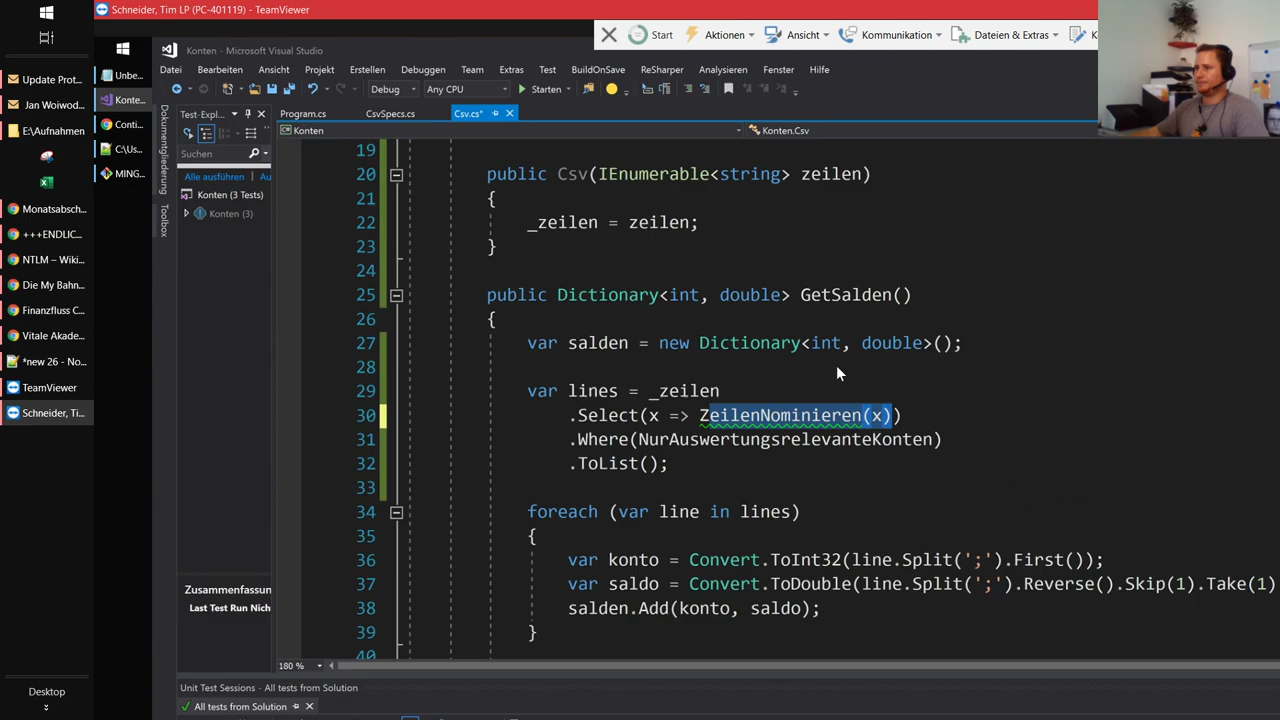 Schneider, Tim LP (PC-401119) - TeamViewer
Start
Aktionen
Ansicht
Kommunikation
Dateien & Extras
Konten - Microsoft Visual Studio
Datei
Bearbeiten
Ansicht
Projekt
Erstellen
Debuggen
Team
Extras
Test
BuildOnSave
ReSharper
Analysieren
Fenster
Hilfe
Debug
Any CPU
Starten
Update Prot...
Jan Woiwod...
E:\Aufnahmen
Monatsabsch...
+++ENDLIC...
NTLM – Wiki...
Die My Bahn...
Finanzfluss C...
Vitale Akade...
*new 26 - No...
TeamViewer
Schneider, Ti...
Desktop
Unbe...
Konte...
Conti...
C:\Us...
MING...
Dokumentgliederung
Toolbox
Test-Expl...
Suchen
Alle ausführen
Au
Konten (3 Tests)
Konten (3)
Zusammenfassun
Last Test Run Nich
Program.cs
CsvSpecs.cs
Csv.cs*
Konten
Konten.Csv
19
20 public Csv(IEnumerable<string> zeilen)
21 {
22 _zeilen = zeilen;
23 }
24
25 public Dictionary<int, double> GetSalden()
26 {
27 var salden = new Dictionary<int, double>();
28
29 var lines = _zeilen
30 .Select(x => ZeilenNominieren(x))
31 .Where(NurAuswertungsrelevanteKonten)
32 .ToList();
33
34 foreach (var line in lines)
35 {
36 var konto = Convert.ToInt32(line.Split(';').First());
37 var saldo = Convert.ToDouble(line.Split(';').Reverse().Skip(1).Take(1)
38 salden.Add(konto, saldo);
39 }
40
180 %
Unit Test Sessions - All tests from Solution
All tests from Solution